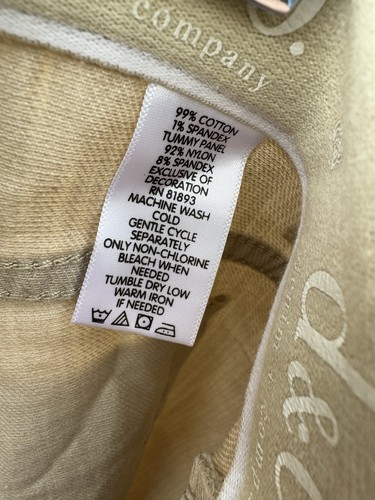 company
99% COTTON
1% SPANDEX
TUMMY PANEL
92% NYLON
8% SPANDEX
EXCLUSIVE OF
DECORATION
RN 81893
MACHINE WASH
COLD
GENTLE CYCLE
SEPARATELY
ONLY NON-CHLORINE
BLEACH WHEN
NEEDED
TUMBLE DRY LOW
WARM IRON
IF NEEDED